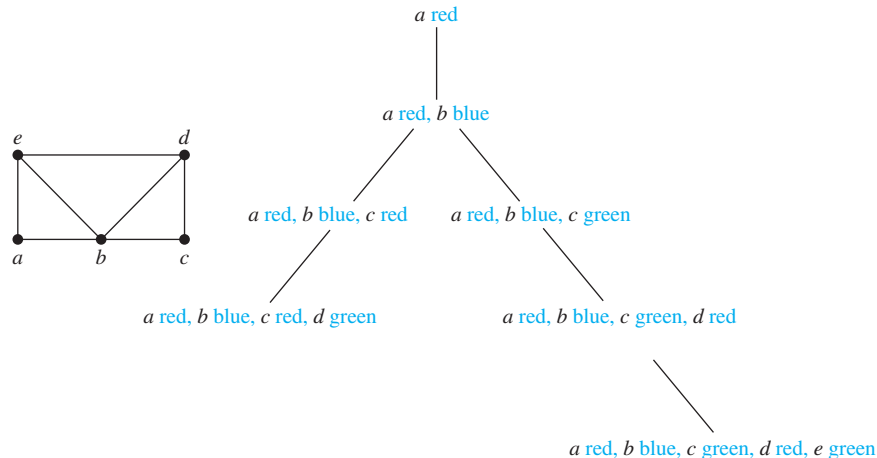 a red
a red, b blue
e d
a b c
a red, b blue, c red
a red, b blue, c green
a red, b blue, c red, d green
a red, b blue, c green, d red
a red, b blue, c green, d red, e green